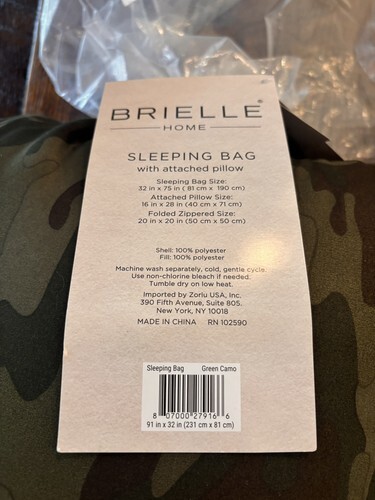 BRIELLE®
HOME
SLEEPING BAG
with attached pillow
Sleeping Bag Size:
32 in x 75 in ( 81 cm x 190 cm)
Attached Pillow Size:
16 in x 28 in (40 cm x 71 cm)
Folded Zippered Size:
20 in x 20 in (50 cm x 50 cm)
Shell: 100% polyester
Fill: 100% polyester
Machine wash separately, cold, gentle cycle.
Use non-chlorine bleach if needed.
Tumble dry on low heat.
Imported by Zorlu USA, Inc.
390 Fifth Avenue, Suite 805.
New York, NY 10018
MADE IN CHINA RN 102590
Sleeping Bag Green Camo
8 07000 27916 6
91 in x 32 in (231 cm x 81 cm)